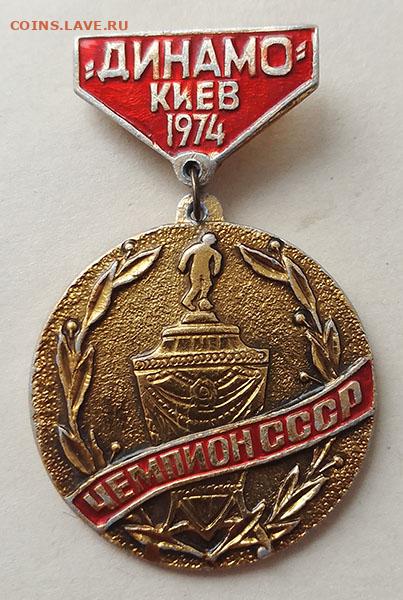 COINS.LAVE.RU
"ДИНАМО"
КИЕВ
1974
ЧЕМПИОН СССР